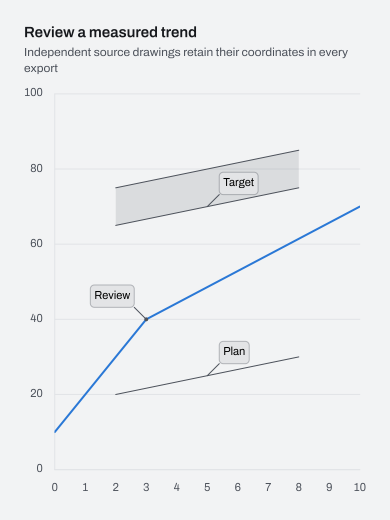 Review a measured trend
Independent source drawings retain their coordinates in every
export
100
80
Target
60
Review
40
Plan
20
0
0 1 2 3 4 5 6 7 8 9 10